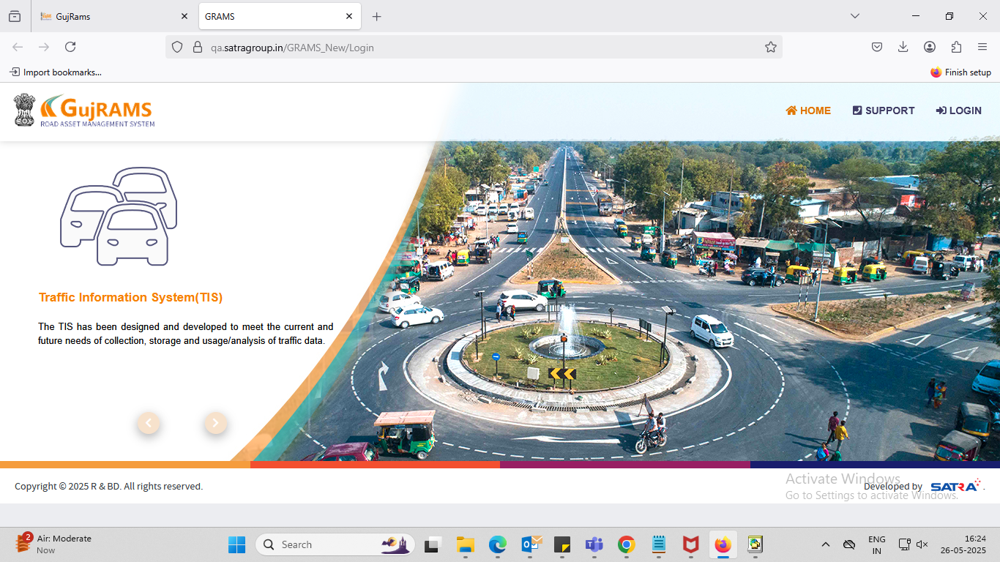 GujRams
GRAMS
qa.satragroup.in/GRAMS_New/Login
Import bookmarks...
Finish setup
GujRAMS
ROAD ASSET MANAGEMENT SYSTEM
HOME
SUPPORT
LOGIN
Traffic Information System(TIS)
The TIS has been designed and developed to meet the current and
future needs of collection, storage and usage/analysis of traffic data.
Copyright © 2025 R & BD. All rights reserved.
Developed by SATRA .
Activate Windows
Go to Settings to activate Windows.
2
Air: Moderate
Now
Search
ENG
IN
16:24
26-05-2025